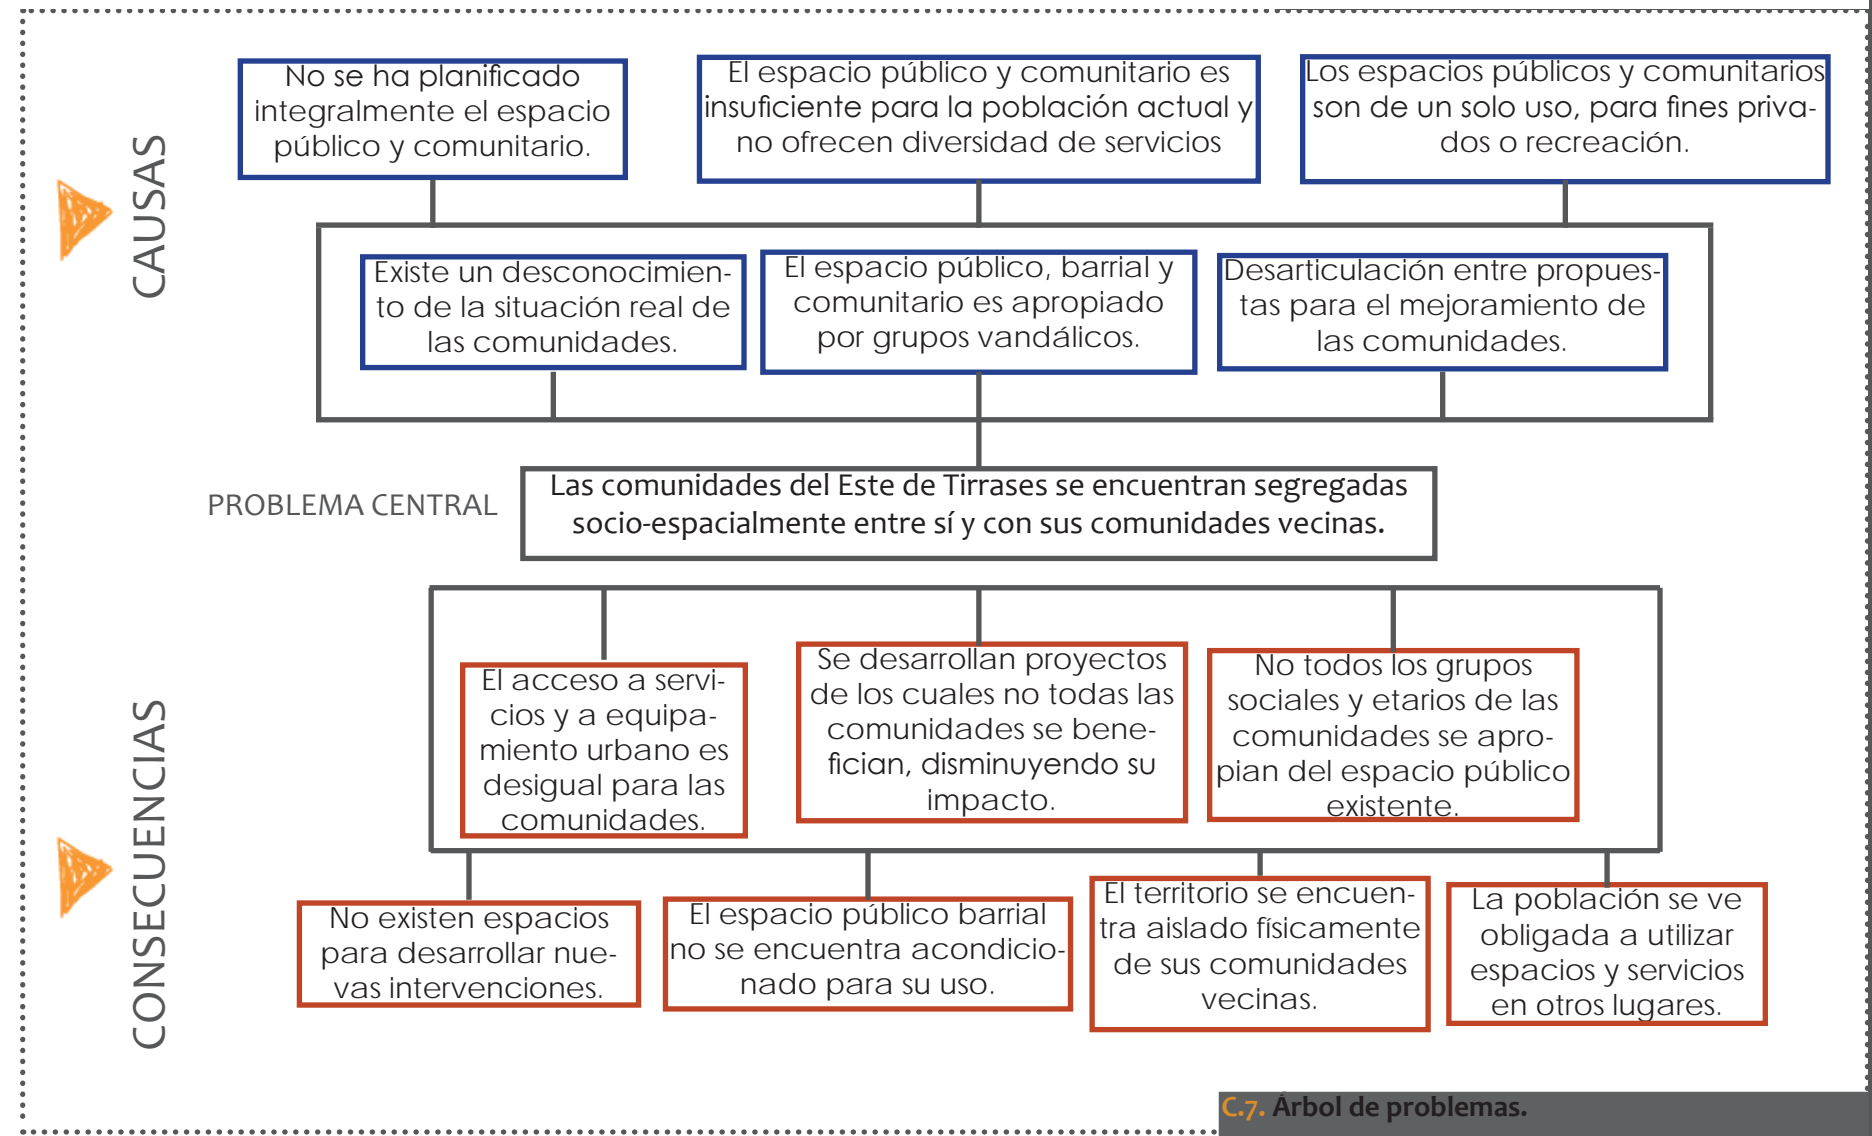 CAUSAS
No se ha planificado
integralmente el espacio
público y comunitario.
El espacio público y comunitario es
insuficiente para la población actual y
no ofrecen diversidad de servicios
Los espacios públicos y comunitarios
son de un solo uso, para fines priva-
dos o recreación.
Existe un desconocimien-
to de la situación real de
las comunidades.
El espacio público, barrial y
comunitario es apropiado
por grupos vandálicos.
Desarticulación entre propues-
tas para el mejoramiento de
las comunidades.
PROBLEMA CENTRAL
Las comunidades del Este de Tirrases se encuentran segregadas
socio-espacialmente entre sí y con sus comunidades vecinas.
CONSECUENCIAS
El acceso a servi-
cios y a equipa-
miento urbano es
desigual para las
comunidades.
Se desarrollan proyectos
de los cuales no todas las
comunidades se bene-
fician, disminuyendo su
impacto.
No todos los grupos
sociales y etarios de las
comunidades se apro-
pian del espacio público
existente.
No existen espacios
para desarrollar nue-
vas intervenciones.
El espacio público barrial
no se encuentra acondicio-
nado para su uso.
El territorio se encuen-
tra aislado físicamente
de sus comunidades
vecinas.
La población se ve
obligada a utilizar
espacios y servicios
en otros lugares.
C.7. Árbol de problemas.